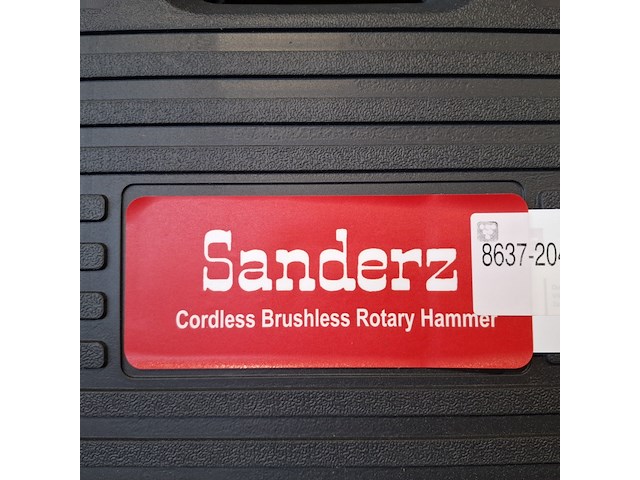 Sanderz
Cordless Brushless Rotary Hammer
8637-204